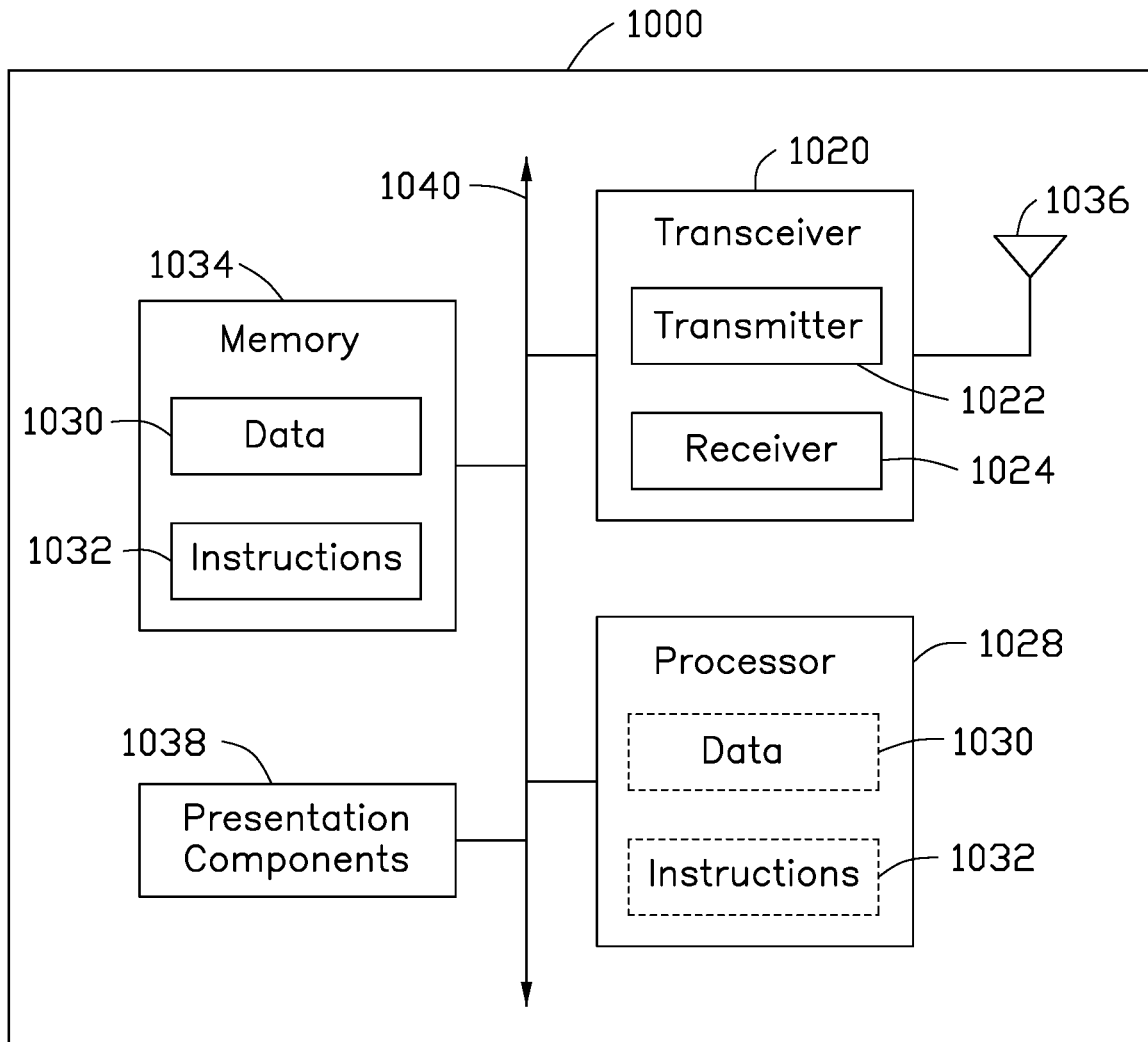 1000
1020
1040
1036
Transceiver
1034
Memory
Transmitter
1022
1030
Data
Receiver
1024
1032
Instructions
Processor
1028
1038
Data
1030
Presentation
Components
Instructions
1032